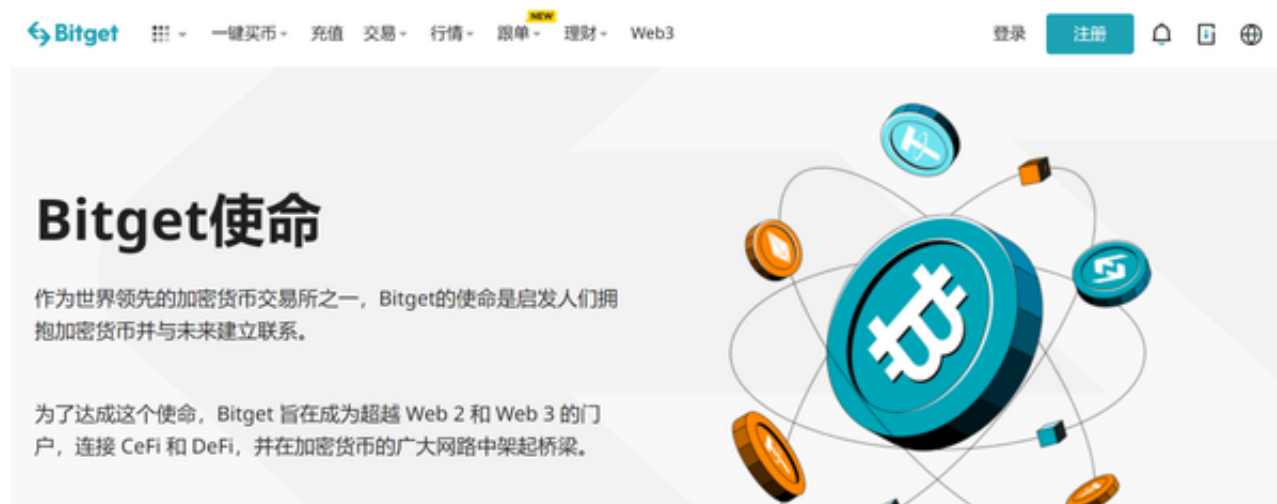 Bitget 一键买币 充值 交易 行情 跟单 NEW 理财 Web3 登录 注册
Bitget使命
作为世界领先的加密货币交易所之一，Bitget的使命是启发人们拥
抱加密货币并与未来建立联系。
为了达成这个使命，Bitget 旨在成为超越 Web 2 和 Web 3 的门
户，连接 CeFi 和 DeFi，并在加密货币的广大网路中架起桥梁。